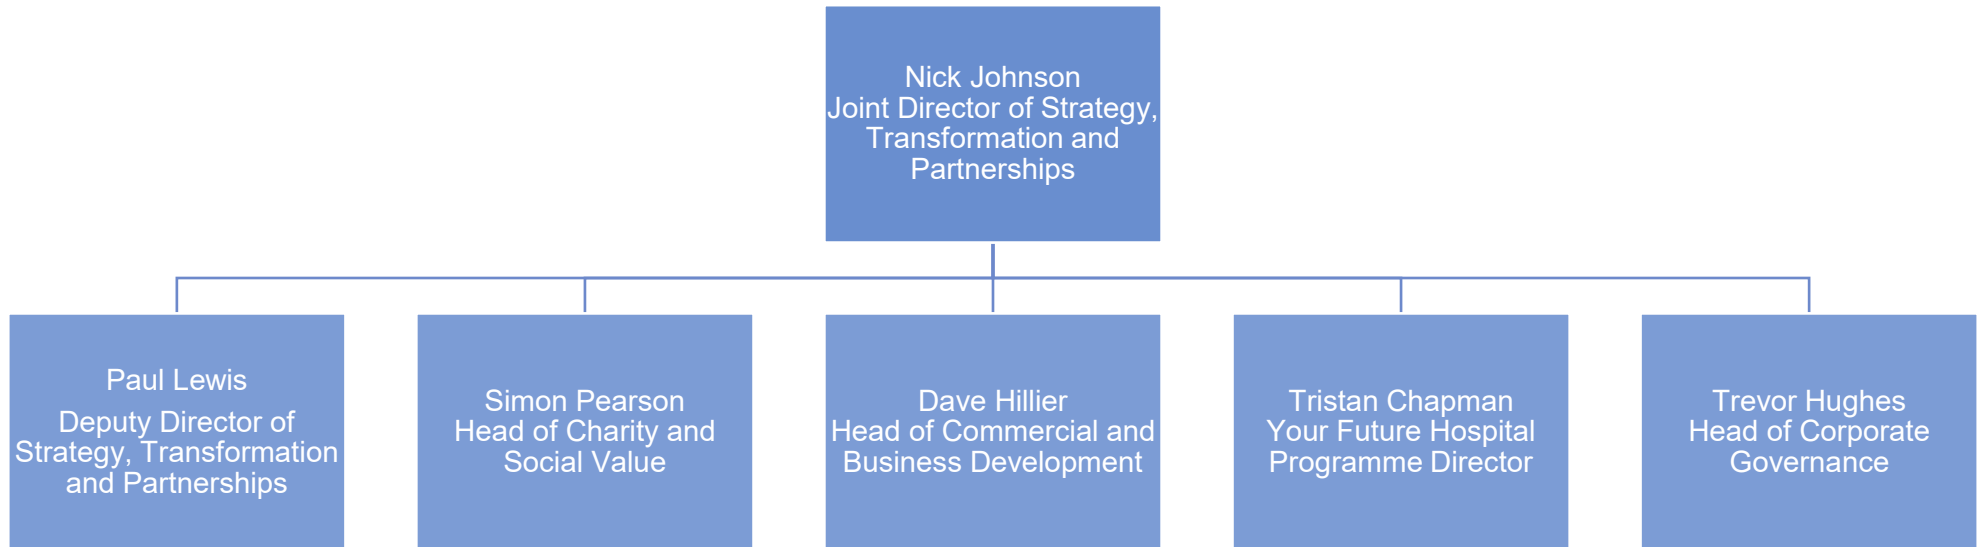 Nick Johnson
Joint Director of Strategy,
Transformation and
Partnerships
Paul Lewis
Deputy Director of
Strategy, Transformation
and Partnerships
Simon Pearson
Head of Charity and
Social Value
Dave Hillier
Head of Commercial and
Business Development
Tristan Chapman
Your Future Hospital
Programme Director
Trevor Hughes
Head of Corporate
Governance